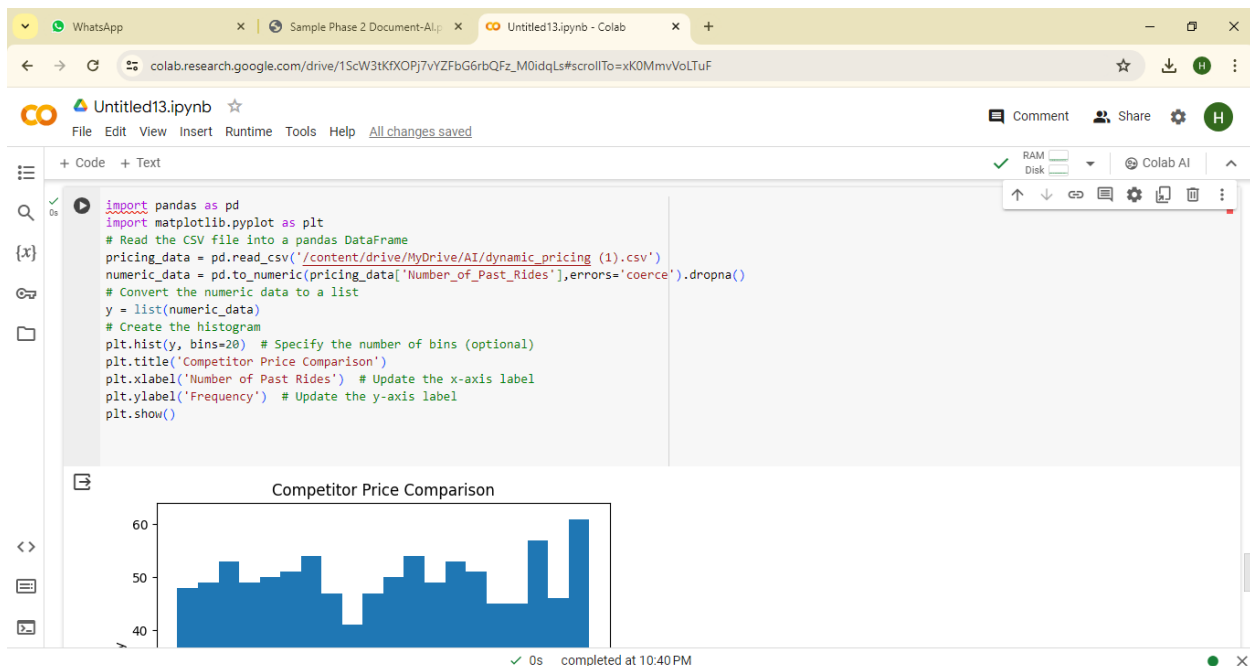 WhatsApp
Sample Phase 2 Document-AI.p
Untitled13.ipynb - Colab
colab.research.google.com/drive/1ScW3tKfXOPj7vYZFbG6rbQFz_M0idqLs#scrollTo=xK0MmvVoLTuF
H
Untitled13.ipynb
File Edit View Insert Runtime Tools Help All changes saved
Comment Share H
+ Code + Text
RAM
Disk
Colab AI
0s
import pandas as pd
import matplotlib.pyplot as plt
# Read the CSV file into a pandas DataFrame
pricing_data = pd.read_csv('/content/drive/MyDrive/AI/dynamic_pricing (1).csv')
numeric_data = pd.to_numeric(pricing_data['Number_of_Past_Rides'],errors='coerce').dropna()
# Convert the numeric data to a list
y = list(numeric_data)
# Create the histogram
plt.hist(y, bins=20)  # Specify the number of bins (optional)
plt.title('Competitor Price Comparison')
plt.xlabel('Number of Past Rides')  # Update the x-axis label
plt.ylabel('Frequency')  # Update the y-axis label
plt.show()
{x}
Competitor Price Comparison
60
50
40
0s completed at 10:40 PM